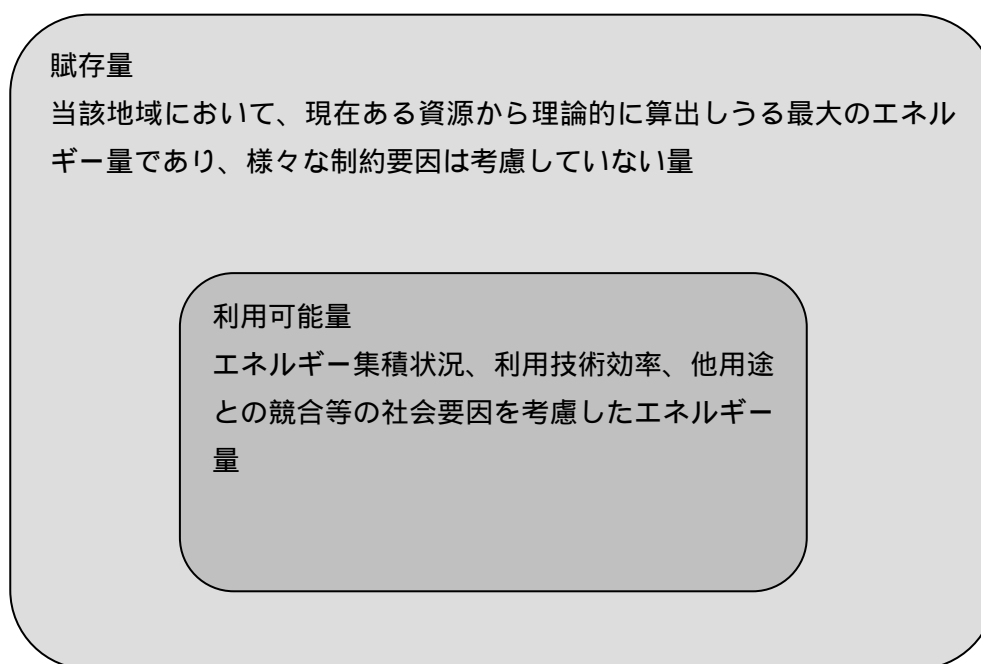 賦存量
当該地域において、現在ある資源から理論的に算出しうる最大のエネル
ギー量であり、様々な制約要因は考慮していない量
利用可能量
エネルギー集積状況、利用技術効率、他用途
との競合等の社会要因を考慮したエネルギー
量